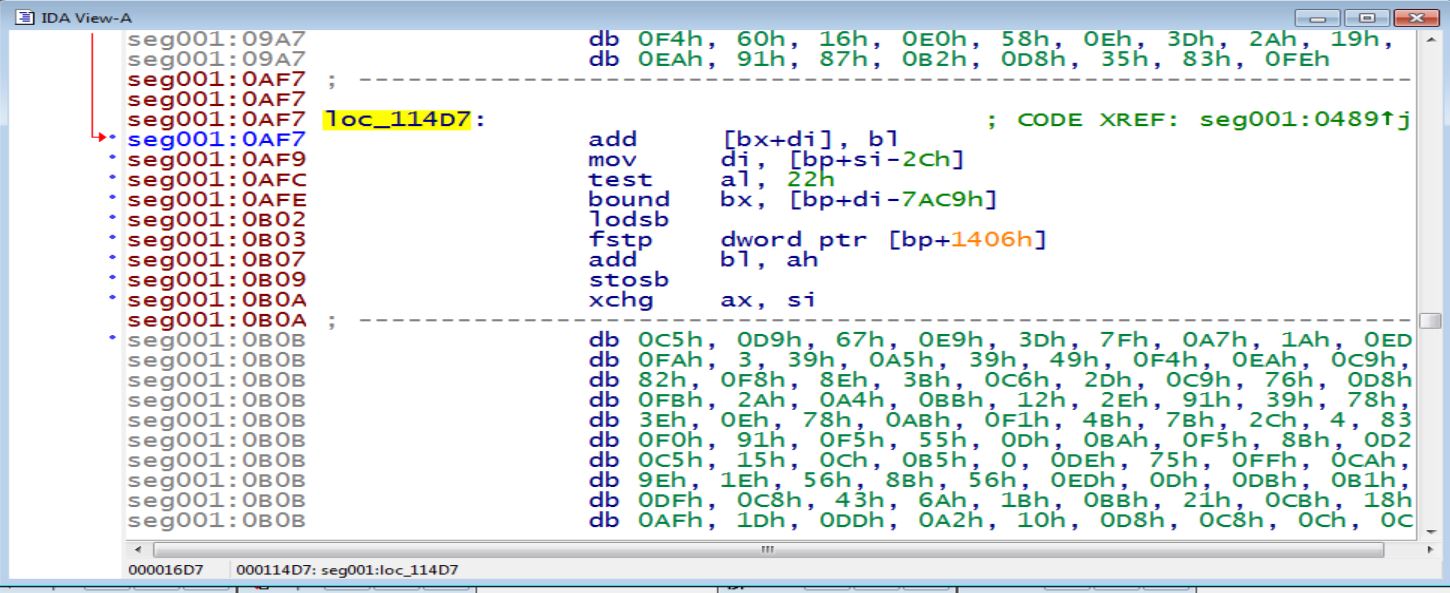 IDA View-A
seg001:09A7 db 0F4h, 60h, 16h, 0E0h, 58h, 0Eh, 3Dh, 2Ah, 19h,
seg001:09A7 db 0EAh, 91h, 87h, 0B2h, 0D8h, 35h, 83h, 0FEh
seg001:0AF7 ; ---------------------------------------------------------------------------
seg001:0AF7
seg001:0AF7 loc_114D7: ; CODE XREF: seg001:0489↑j
seg001:0AF7 add [bx+di], bl
seg001:0AF9 mov di, [bp+si-2Ch]
seg001:0AFC test al, 22h
seg001:0AFE bound bx, [bp+di-7AC9h]
seg001:0B02 lodsb
seg001:0B03 fstp dword ptr [bp+1406h]
seg001:0B07 add bl, ah
seg001:0B09 stosb
seg001:0B0A xchg ax, si
seg001:0B0A ; ---------------------------------------------------------------------------
seg001:0B0B db 0C5h, 0D9h, 67h, 0E9h, 3Dh, 7Fh, 0A7h, 1Ah, 0ED
seg001:0B0B db 0FAh, 3, 39h, 0A5h, 39h, 49h, 0F4h, 0EAh, 0C9h,
seg001:0B0B db 82h, 0F8h, 8Eh, 3Bh, 0C6h, 2Dh, 0C9h, 76h, 0D8h
seg001:0B0B db 0FBh, 2Ah, 0A4h, 0BBh, 12h, 2Eh, 91h, 39h, 78h,
seg001:0B0B db 3Eh, 0Eh, 78h, 0ABh, 0F1h, 4Bh, 7Bh, 2Ch, 4, 83
seg001:0B0B db 0F0h, 91h, 0F5h, 55h, 0Dh, 0BAh, 0F5h, 8Bh, 0D2
seg001:0B0B db 0C5h, 15h, 0Ch, 0B5h, 0, 0DEh, 75h, 0FFh, 0CAh,
seg001:0B0B db 9Eh, 1Eh, 56h, 8Bh, 56h, 0EDh, 0Dh, 0DBh, 0B1h,
seg001:0B0B db 0DFh, 0C8h, 43h, 6Ah, 1Bh, 0BBh, 21h, 0CBh, 18h
seg001:0B0B db 0AFh, 1Dh, 0DDh, 0A2h, 10h, 0D8h, 0C8h, 0Ch, 0C
000016D7 000114D7: seg001:loc_114D7